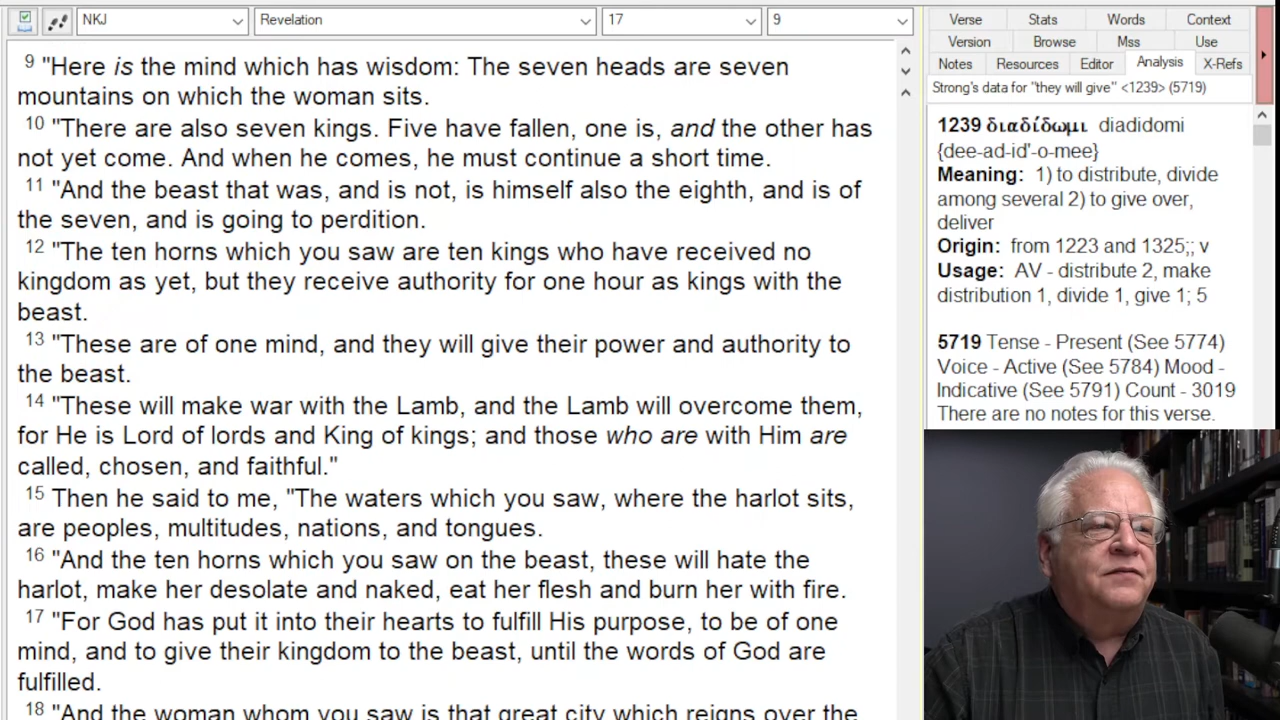 NKJ Revelation 17 9
9 "Here is the mind which has wisdom: The seven heads are seven
mountains on which the woman sits.
10 "There are also seven kings. Five have fallen, one is, and the other has
not yet come. And when he comes, he must continue a short time.
11 "And the beast that was, and is not, is himself also the eighth, and is of
the seven, and is going to perdition.
12 "The ten horns which you saw are ten kings who have received no
kingdom as yet, but they receive authority for one hour as kings with the
beast.
13 "These are of one mind, and they will give their power and authority to
the beast.
14 "These will make war with the Lamb, and the Lamb will overcome them,
for He is Lord of lords and King of kings; and those who are with Him are
called, chosen, and faithful."
15 Then he said to me, "The waters which you saw, where the harlot sits,
are peoples, multitudes, nations, and tongues.
16 "And the ten horns which you saw on the beast, these will hate the
harlot, make her desolate and naked, eat her flesh and burn her with fire.
17 "For God has put it into their hearts to fulfill His purpose, to be of one
mind, and to give their kingdom to the beast, until the words of God are
fulfilled.
18 "And the woman whom you saw is that great city which reigns over the
Verse Stats Words Context
Version Browse Mss Use
Notes Resources Editor Analysis X-Refs
Strong's data for "they will give" <1239> (5719)
1239 διαδίδωμι diadidomi
{dee-ad-id'-o-mee}
Meaning: 1) to distribute, divide
among several 2) to give over,
deliver
Origin: from 1223 and 1325;; v
Usage: AV - distribute 2, make
distribution 1, divide 1, give 1; 5
5719 Tense - Present (See 5774)
Voice - Active (See 5784) Mood -
Indicative (See 5791) Count - 3019
There are no notes for this verse.